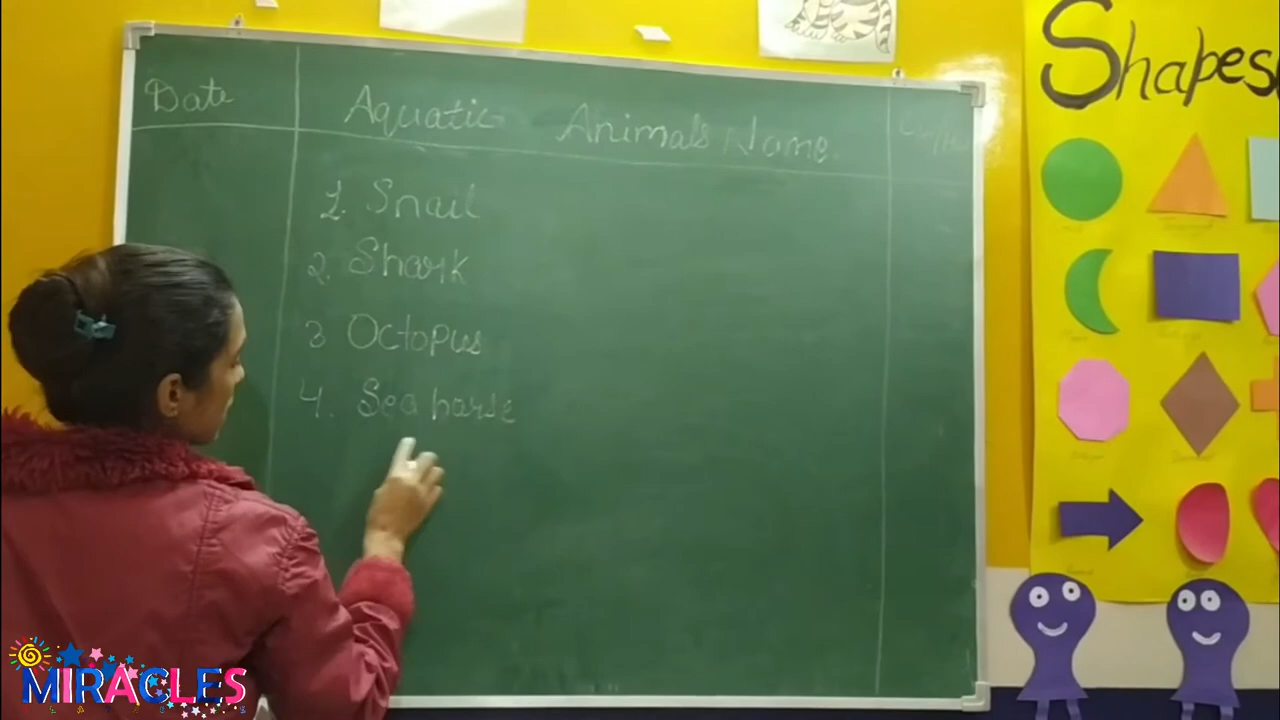 Shapes
Date
Aquatic Animals Name
1. Snail
2. Shark
3 Octopus
4. Sea horse
MIRACLES